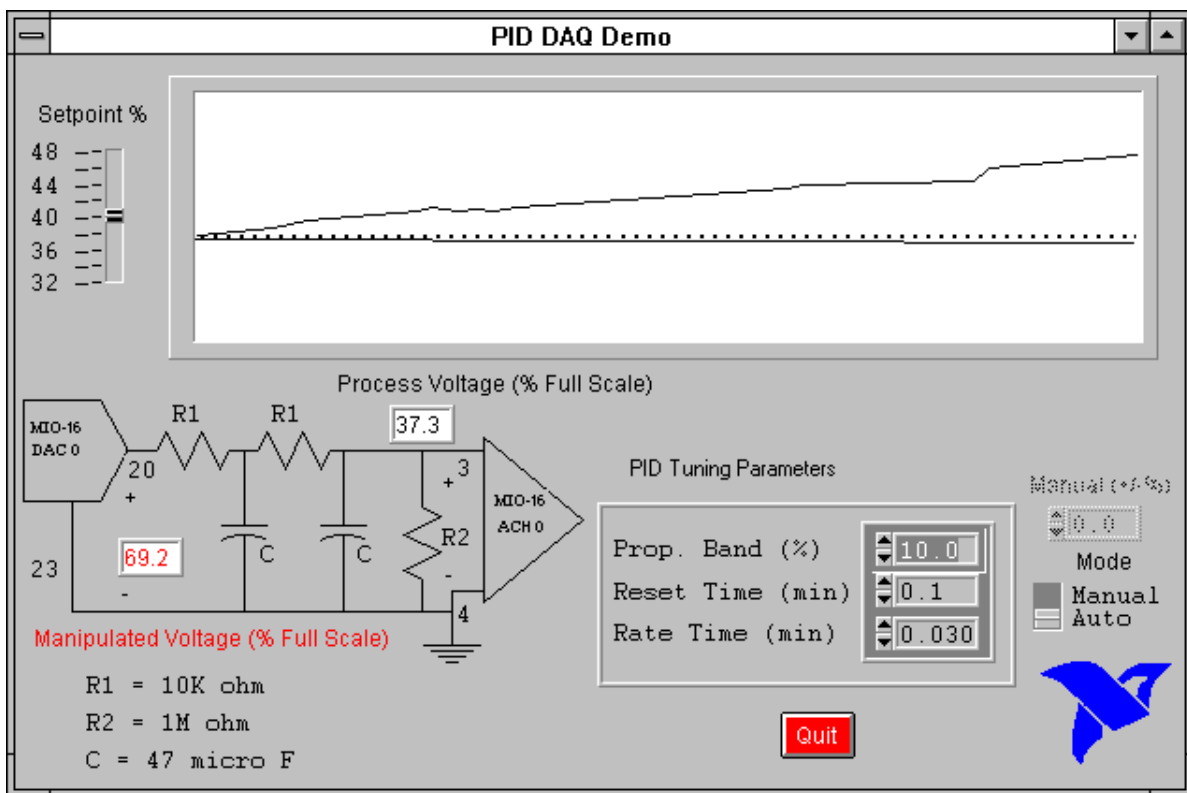 PID DAQ Demo
Setpoint %
48
44
40
36
32
Process Voltage (% Full Scale)
MIO-16
DAC 0
R1
R1
37.3
20
+
3
+
MIO-16
ACH 0
R2
-
C
C
69.2
-
23
4
Manipulated Voltage (% Full Scale)
R1 = 10K ohm
R2 = 1M ohm
C = 47 micro F
PID Tuning Parameters
Prop. Band (%) 10.0
Reset Time (min) 0.1
Rate Time (min) 0.030
Manual (+/-%)
0.0
Mode
Manual
Auto
Quit